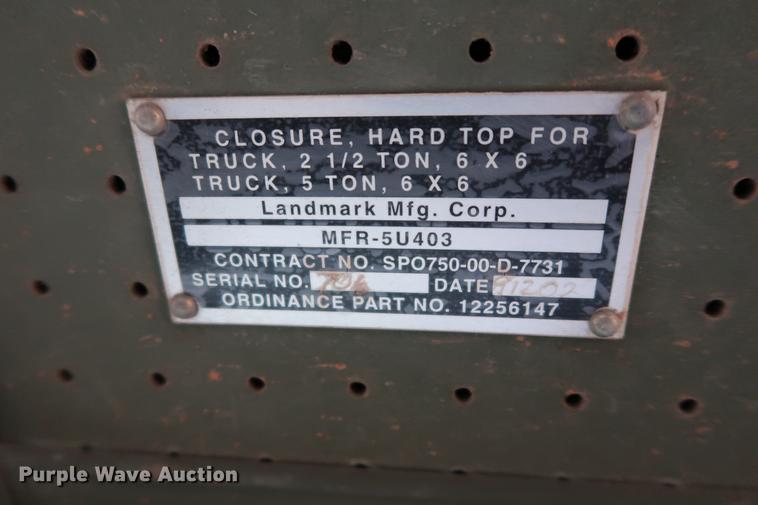 CLOSURE, HARD TOP FOR
TRUCK, 2 1/2 TON, 6 X 6
TRUCK, 5 TON, 6 X 6
Landmark Mfg. Corp.
MFR-5U403
CONTRACT NO. SPO750-00-D-7731
SERIAL NO. DATE
ORDINANCE PART NO. 12256147
Purple Wave Auction